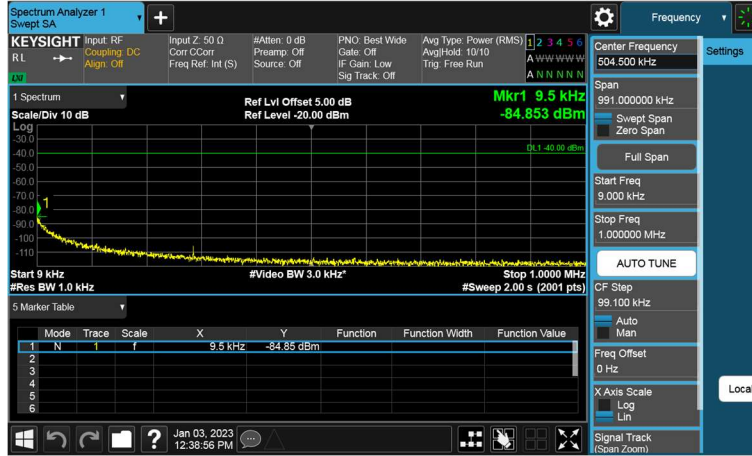 Spectrum Analyzer 1
Swept SA
+
Frequency
KEYSIGHT
RL
LXI
Input: RF
Coupling: DC
Align: Off
Input Z: 50 Ω
Corr CCorr
Freq Ref: Int (S)
#Atten: 0 dB
Preamp: Off
Source: Off
PNO: Best Wide
Gate: Off
IF Gain: Low
Sig Track: Off
Avg Type: Power (RMS)
Avg|Hold: 10/10
Trig: Free Run
1 2 3 4 5 6
A W W W W W
A N N N N N
Center Frequency
504.500 kHz
Settings
Span
991.000000 kHz
Swept Span
Zero Span
Full Span
Start Freq
9.000 kHz
Stop Freq
1.000000 MHz
AUTO TUNE
CF Step
99.100 kHz
Auto
Man
Freq Offset
0 Hz
X Axis Scale
Log
Lin
Local
Signal Track
(Span Zoom)
1 Spectrum
Scale/Div 10 dB
Ref Lvl Offset 5.00 dB
Ref Level -20.00 dBm
Mkr1 9.5 kHz
-84.853 dBm
Log
-30.0
-40.0
-50.0
-60.0
-70.0
-80.0
-90.0
-100
-110
DL1 -40.00 dBm
1
Start 9 kHz
#Res BW 1.0 kHz
#Video BW 3.0 kHz*
Stop 1.0000 MHz
#Sweep 2.00 s (2001 pts)
5 Marker Table
Mode Trace Scale X Y Function Function Width Function Value
1 N 1 f 9.5 kHz -84.85 dBm
2
3
4
5
6
?
Jan 03, 2023
12:38:56 PM